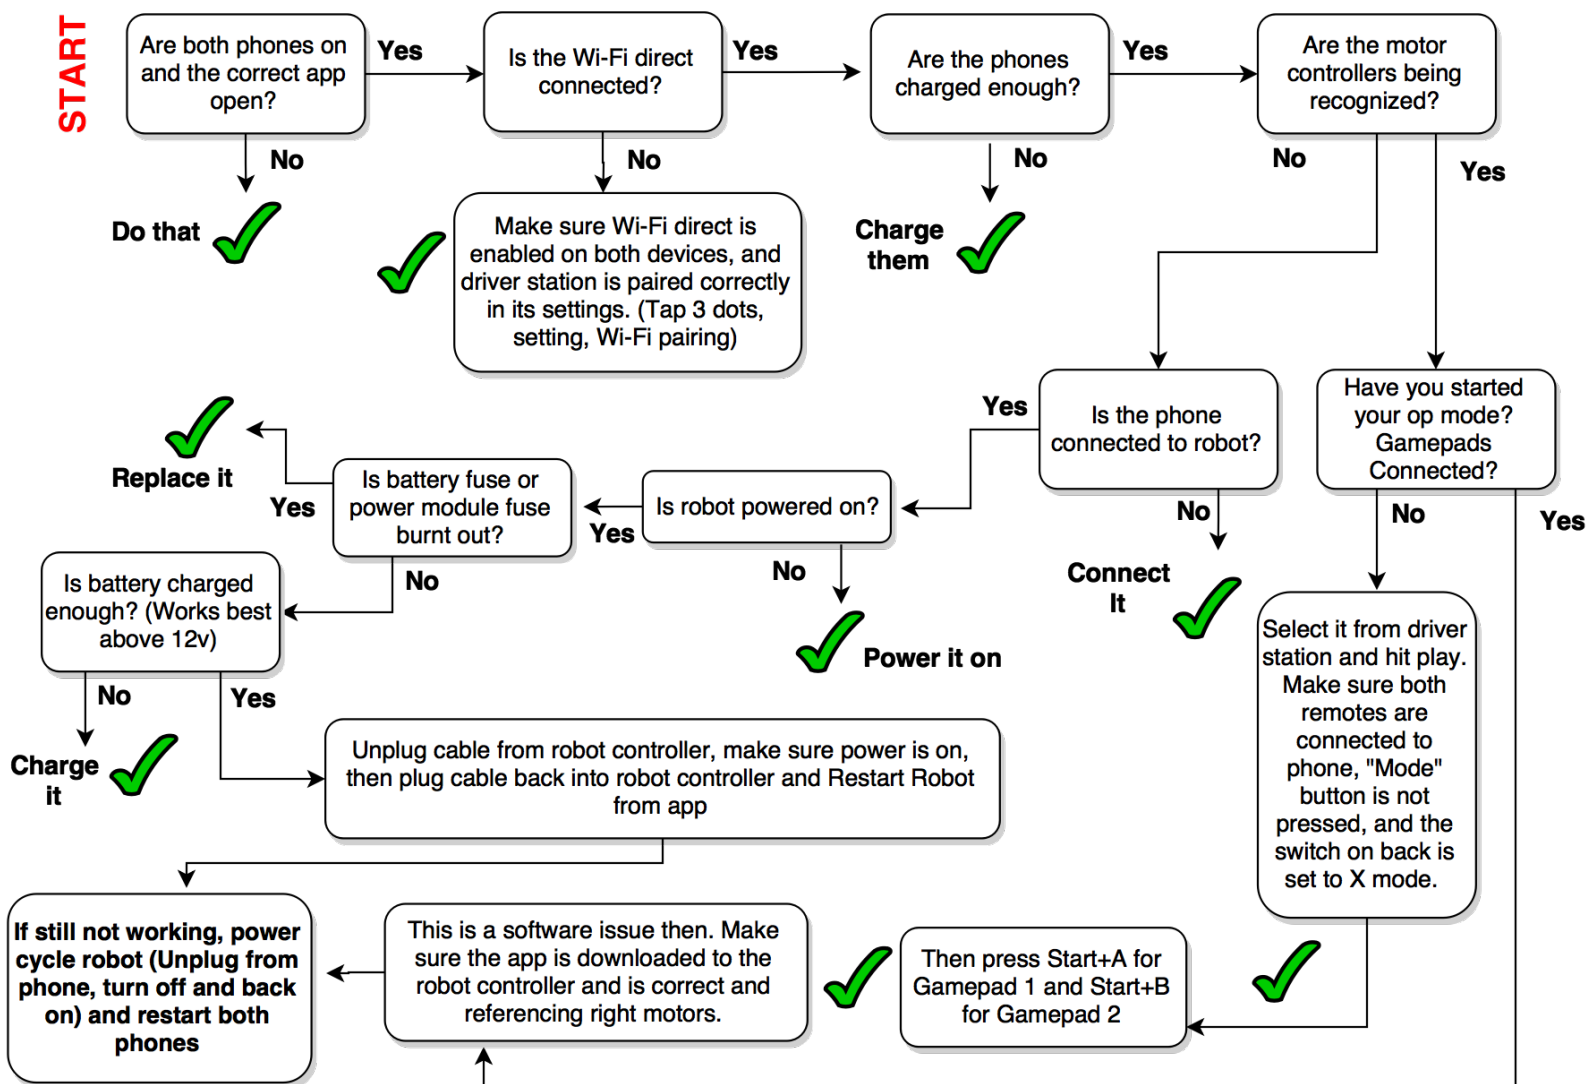 START
Are both phones on
and the correct app
open?
Yes
Is the Wi-Fi direct
connected?
Yes
Are the phones
charged enough?
Yes
Are the motor
controllers being
recognized?
No
No
No
No
Yes
Do that
Make sure Wi-Fi direct is
enabled on both devices, and
driver station is paired correctly
in its settings. (Tap 3 dots,
setting, Wi-Fi pairing)
Charge
them
Is the phone
connected to robot?
Have you started
your op mode?
Gamepads
Connected?
Yes
No
No
Yes
Replace it
Yes
Is battery fuse or
power module fuse
burnt out?
Yes
Is robot powered on?
No
No
Connect
It
Power it on
Is battery charged
enough? (Works best
above 12v)
No
Yes
Charge
it
Select it from driver
station and hit play.
Make sure both
remotes are
connected to
phone, "Mode"
button is not
pressed, and the
switch on back is
set to X mode.
Unplug cable from robot controller, make sure power is on,
then plug cable back into robot controller and Restart Robot
from app
If still not working, power
cycle robot (Unplug from
phone, turn off and back
on) and restart both
phones
This is a software issue then. Make
sure the app is downloaded to the
robot controller and is correct and
referencing right motors.
Then press Start+A for
Gamepad 1 and Start+B
for Gamepad 2